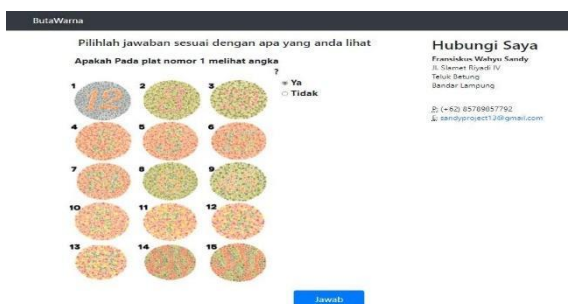 ButaWarna
Pilihlah jawaban sesuai dengan apa yang anda lihat
Apakah Pada plat nomor 1 melihat angka
?
Ya
Tidak
1 2 3
4 5 6
7 8 9
10 11 12
13 14 15
12
Jawab
Hubungi Saya
Fransiskus Wahyu Sandy
Jl. Slamet Riyadi IV
Teluk Betung
Bandar Lampung
P: (+62) 85789857792
E: sandyproject12@gmail.com